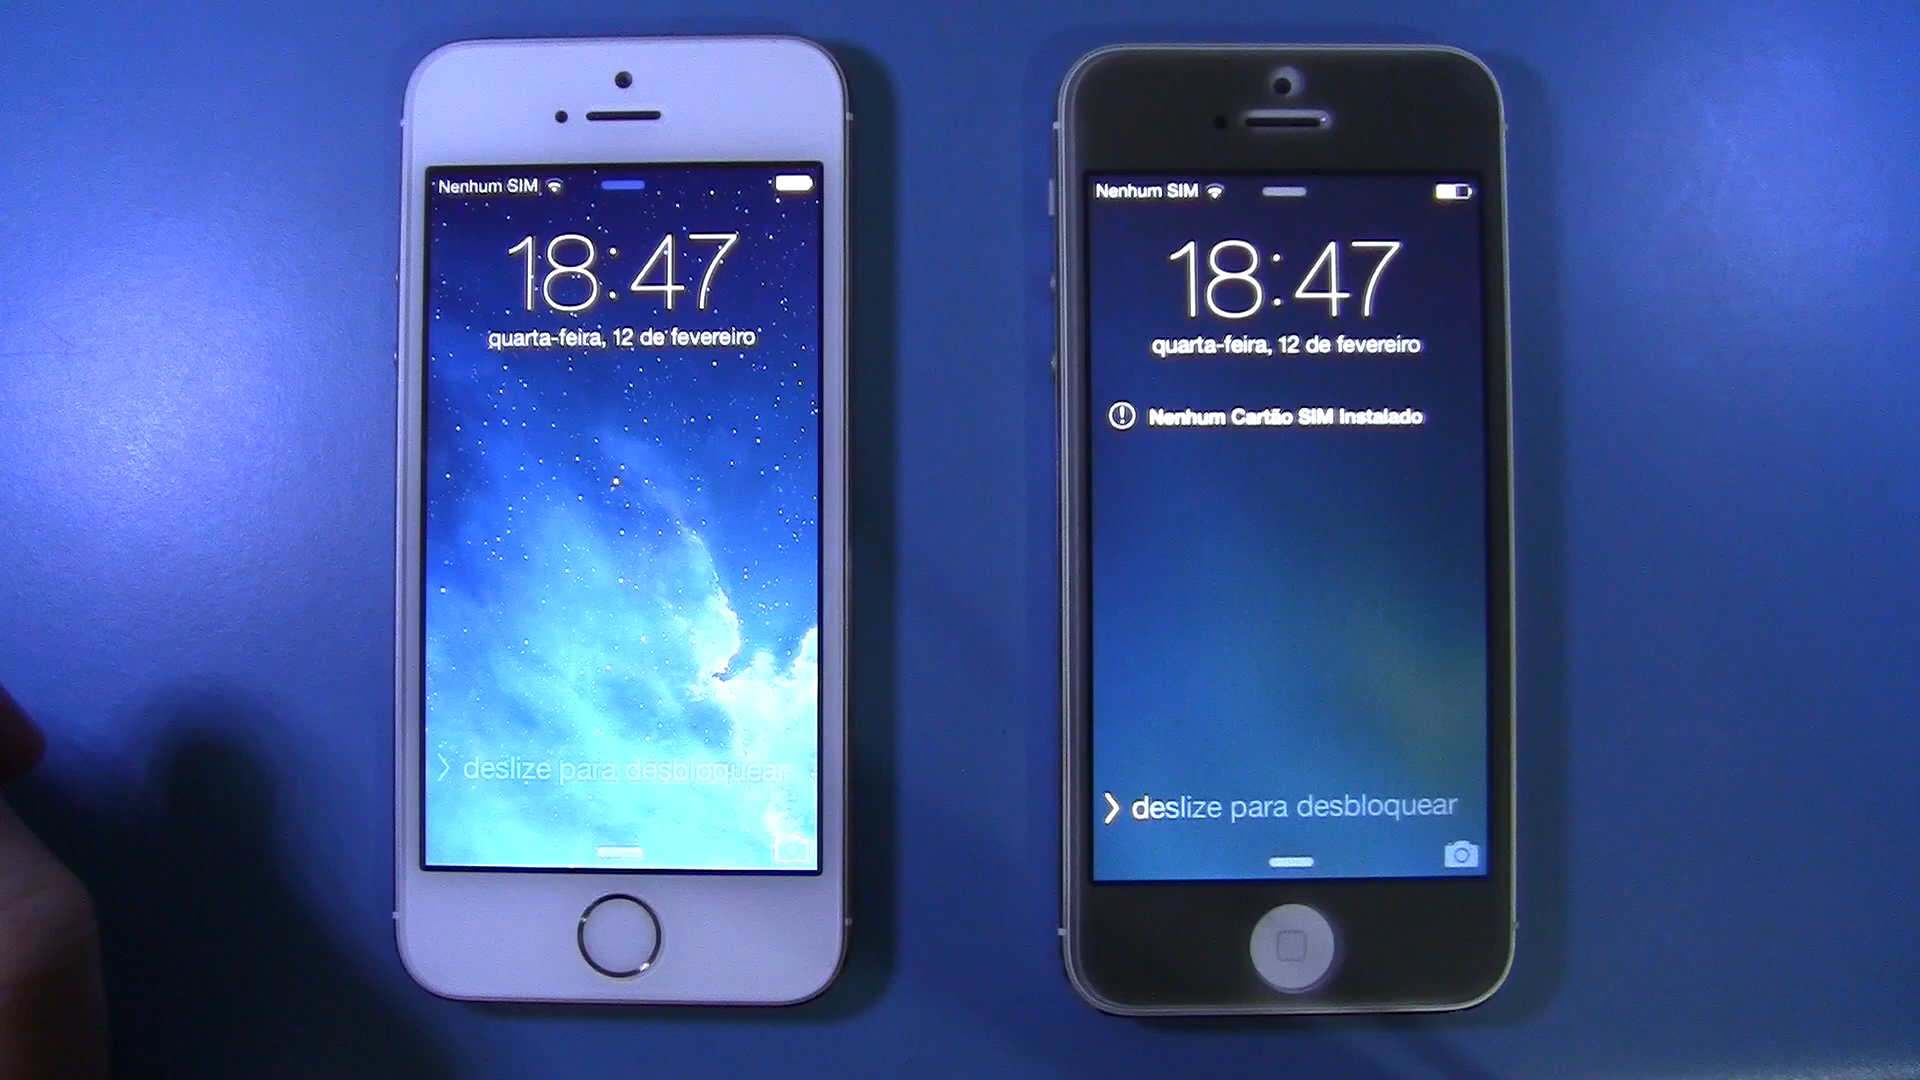 Nenhum SIM
18:47
quarta-feira, 12 de fevereiro
deslize para desbloquear
Nenhum SIM
18:47
quarta-feira, 12 de fevereiro
Nenhum Cartão SIM Instalado
deslize para desbloquear